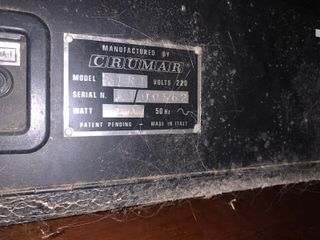 MANUFACTURED BY
CRUMAR
MODEL VOLTS 220
SERIAL N.
WATT 50 Hz
PATENT PENDING - MADE IN ITALY